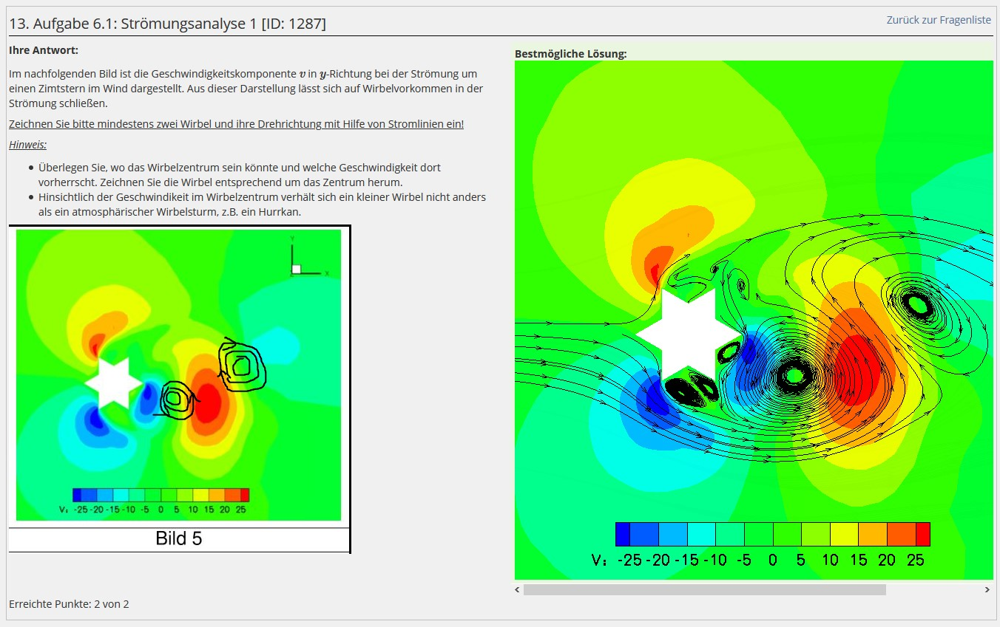 13. Aufgabe 6.1: Strömungsanalyse 1 [ID: 1287]
Zurück zur Fragenliste
Ihre Antwort:
Im nachfolgenden Bild ist die Geschwindigkeitskomponente v in y-Richtung bei der Strömung um
einen Zimtstern im Wind dargestellt. Aus dieser Darstellung lässt sich auf Wirbelvorkommen in der
Strömung schließen.
Zeichnen Sie bitte mindestens zwei Wirbel und ihre Drehrichtung mit Hilfe von Stromlinien ein!
Hinweis:
• Überlegen Sie, wo das Wirbelzentrum sein könnte und welche Geschwindigkeit dort
vorherrscht. Zeichnen Sie die Wirbel entsprechend um das Zentrum herum.
• Hinsichtlich der Geschwindikeit im Wirbelzentrum verhält sich ein kleiner Wirbel nicht anders
als ein atmosphärischer Wirbelsturm, z.B. ein Hurrkan.
Y
X
V: -25 -20 -15 -10 -5 0 5 10 15 20 25
Bild 5
Erreichte Punkte: 2 von 2
Bestmögliche Lösung:
V: -25 -20 -15 -10 -5 0 5 10 15 20 25